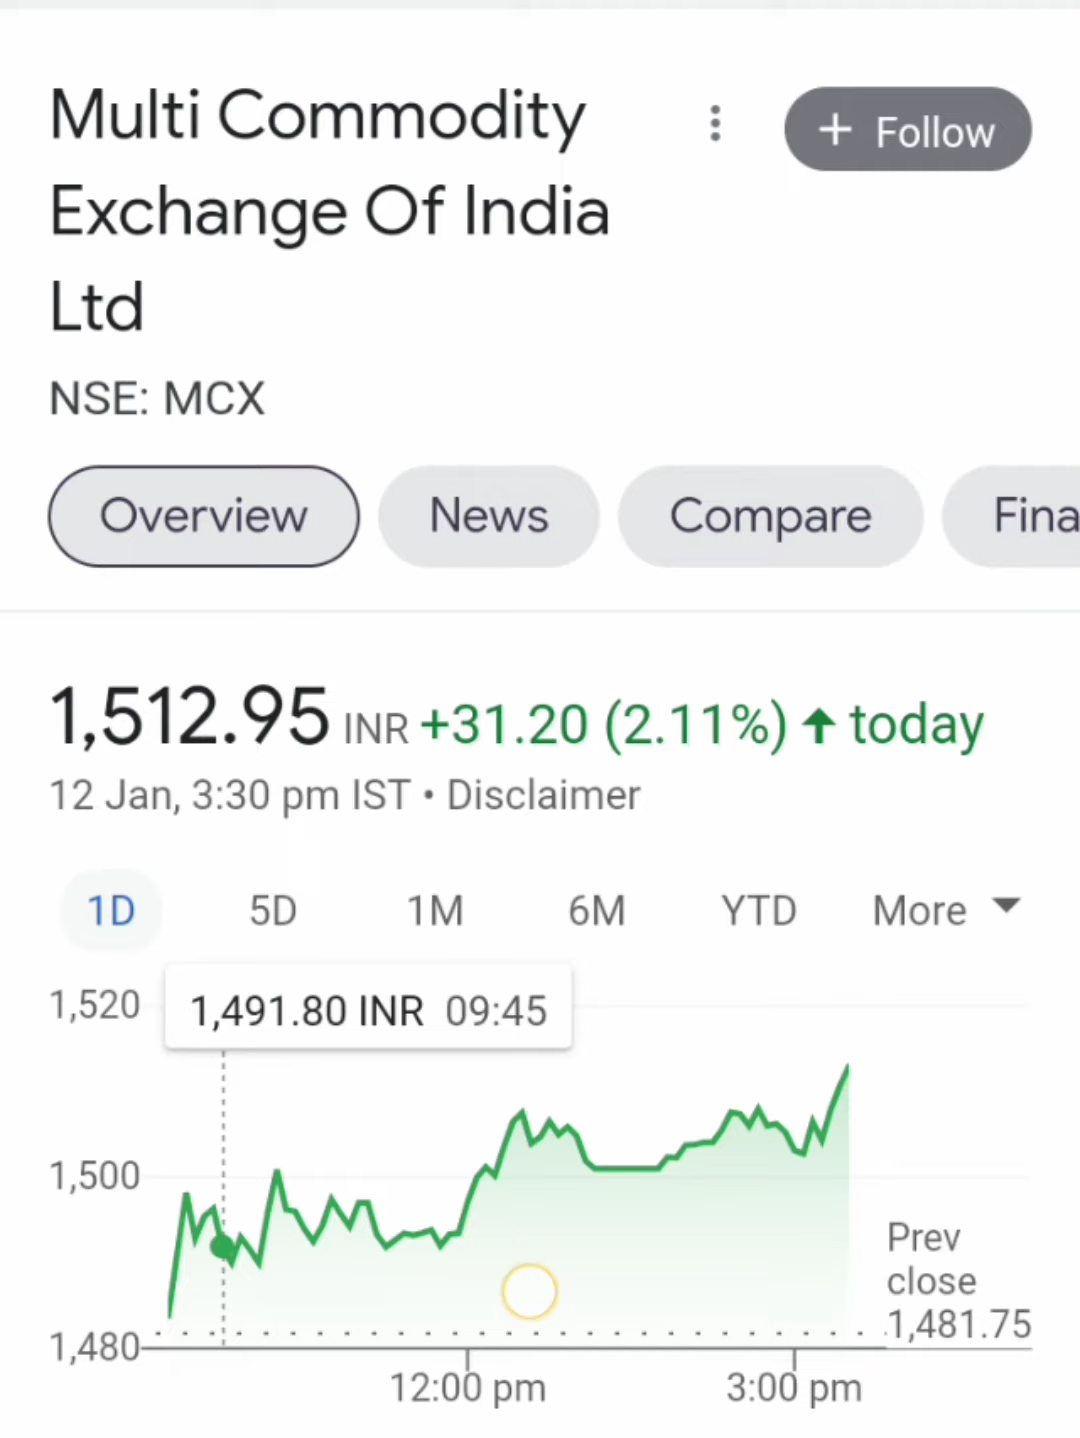 Multi Commodity
Exchange Of India
Ltd
+ Follow
NSE: MCX
Overview News Compare Fina
1,512.95 INR +31.20 (2.11%) ↑ today
12 Jan, 3:30 pm IST • Disclaimer
1D 5D 1M 6M YTD More
1,520
1,491.80 INR 09:45
1,500
Prev
close
1,481.75
1,480
12:00 pm 3:00 pm